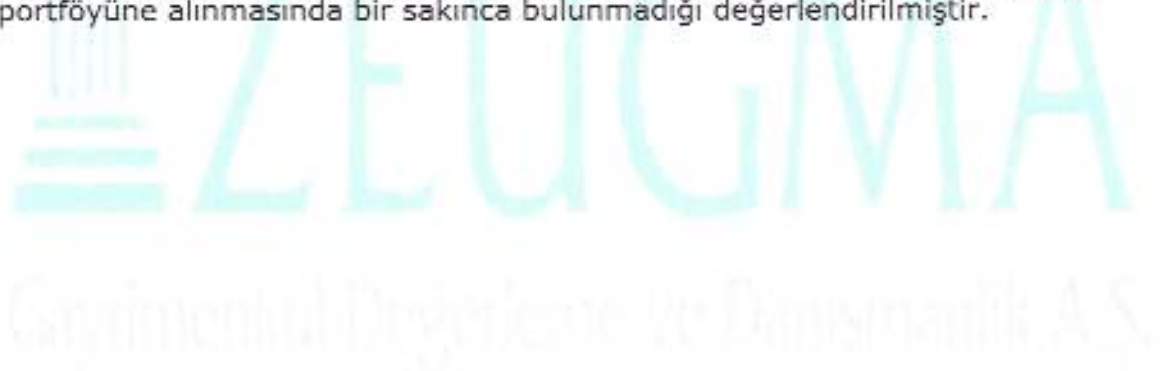 portföyüne alınmasında bir sakınca bulunmadığı değerlendirilmiştir.
ZEUGMA
Gayrimenkul Değerleme ve Danışmanlık A.Ş.